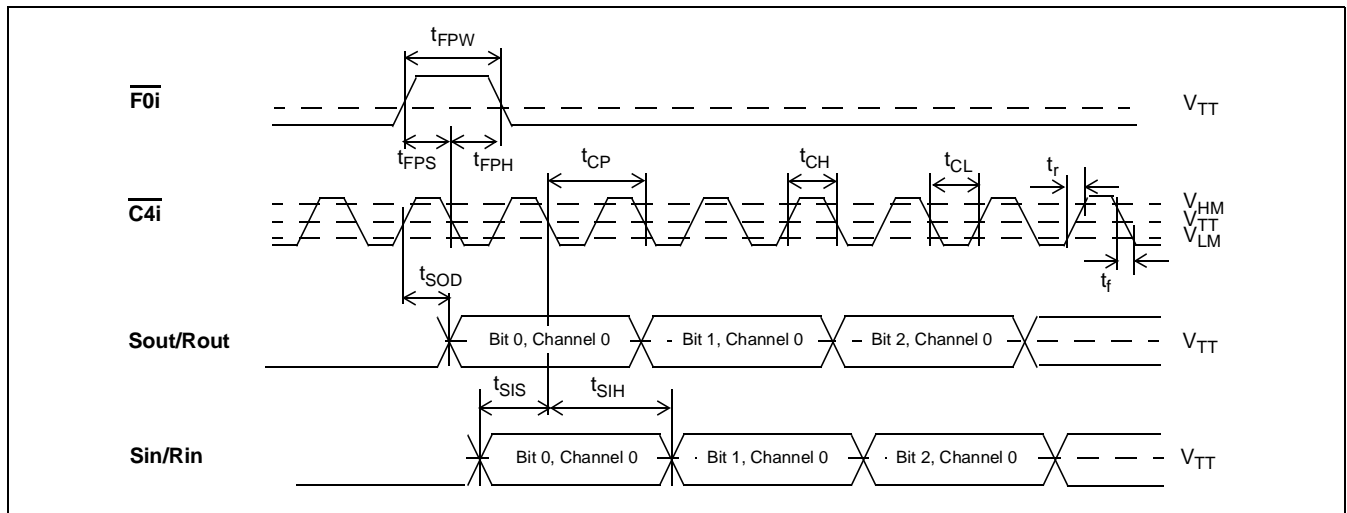 tFPW
F0i
VTT
tFPS
tFPH
tCP
tCH
tCL
tr
C4i
VHM
VTT
VLM
tSOD
tf
Sout/Rout
Bit 0, Channel 0
Bit 1, Channel 0
Bit 2, Channel 0
VTT
tSIS
tSIH
Sin/Rin
Bit 0, Channel 0
Bit 1, Channel 0
Bit 2, Channel 0
VTT